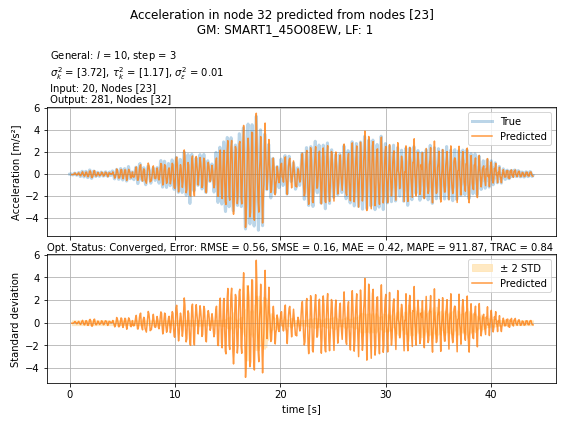 Acceleration in node 32 predicted from nodes [23]
GM: SMART1_45O08EW, LF: 1
General: l = 10, step = 3
σ²ₖ = [3.72], τ²ₖ = [1.17], σ²ε = 0.01
Input: 20, Nodes [23]
Output: 281, Nodes [32]
Acceleration [m/s²]
6
4
2
0
−2
−4
True
Predicted
Opt. Status: Converged, Error: RMSE = 0.56, SMSE = 0.16, MAE = 0.42, MAPE = 911.87, TRAC = 0.84
Standard deviation
6
4
2
0
−2
−4
± 2 STD
Predicted
0 10 20 30 40
time [s]